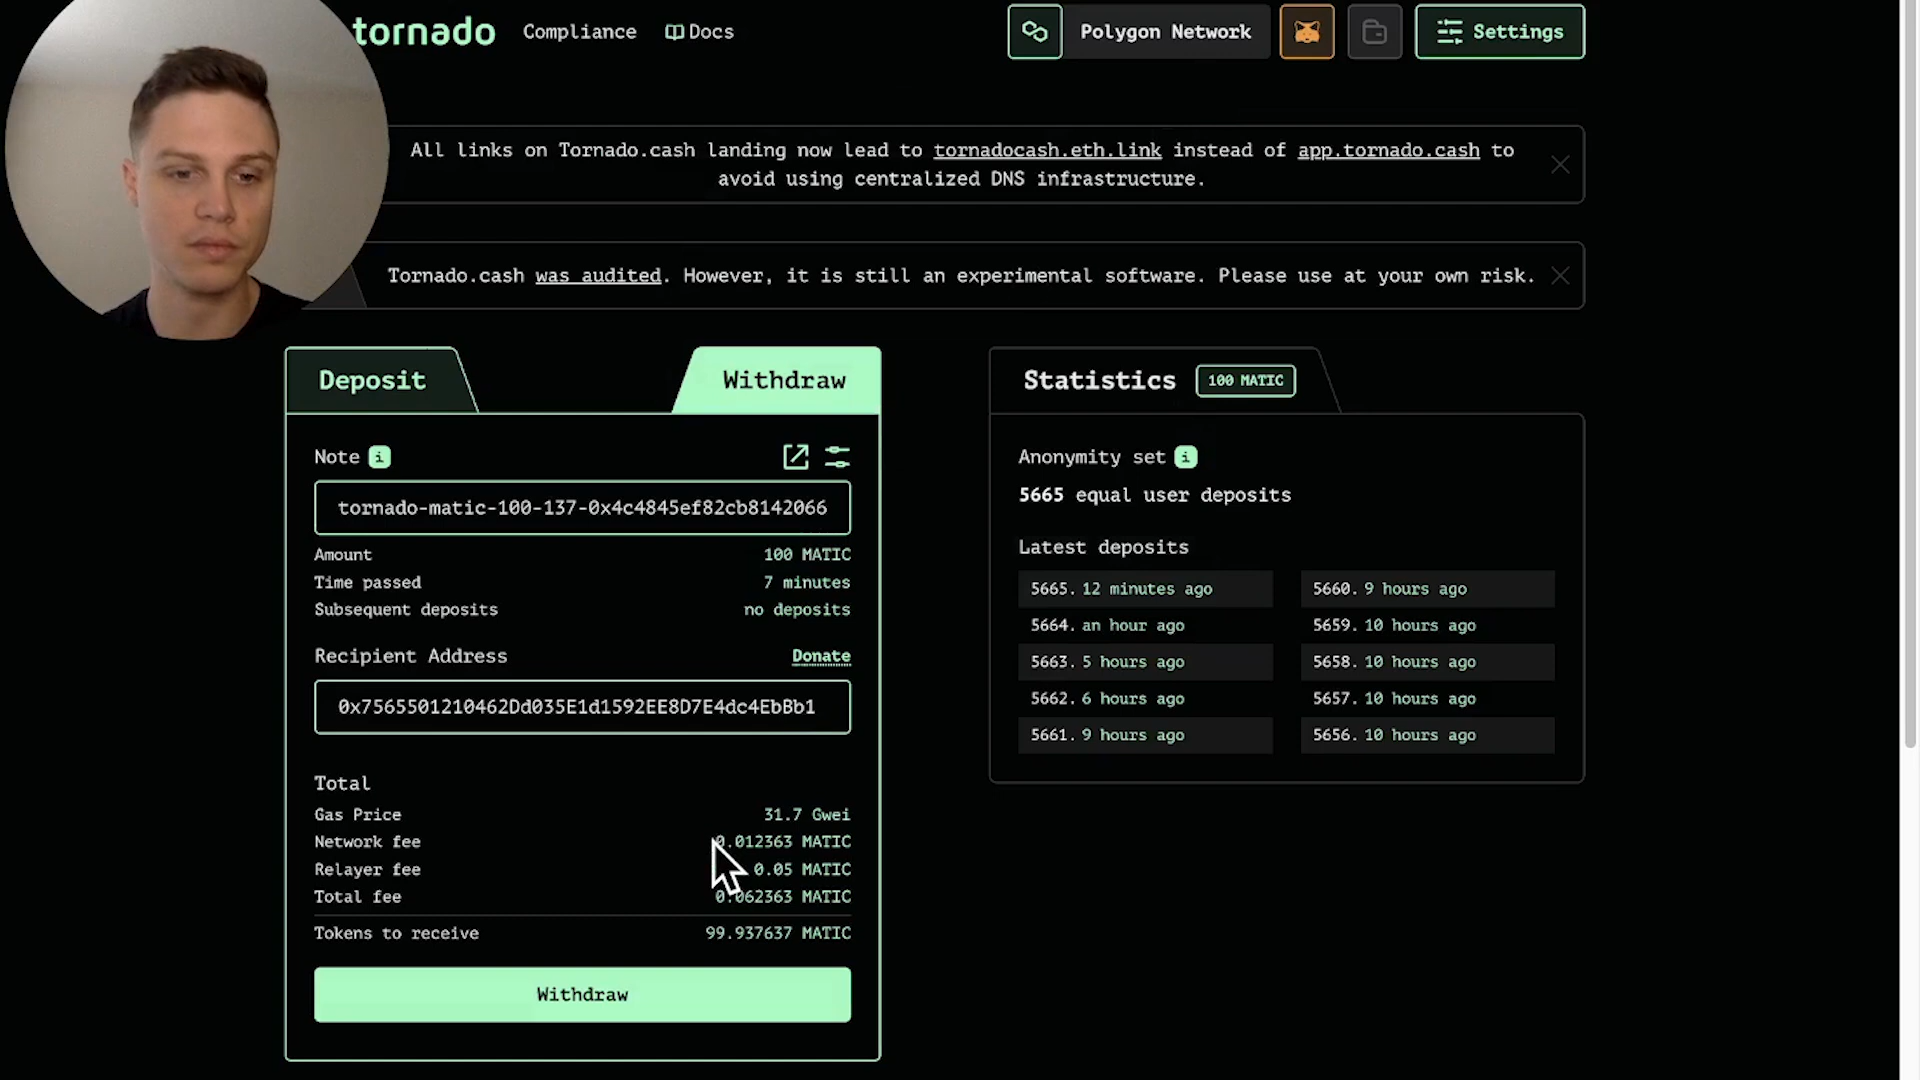 tornado Compliance Docs Polygon Network Settings
All links on Tornado.cash landing now lead to tornadocash.eth.link instead of app.tornado.cash to
avoid using centralized DNS infrastructure.
Tornado.cash was audited. However, it is still an experimental software. Please use at your own risk.
Deposit Withdraw
Note i
tornado-matic-100-137-0x4c4845ef82cb8142066
Amount 100 MATIC
Time passed 7 minutes
Subsequent deposits no deposits
Recipient Address Donate
0x7565501210462Dd035E1d1592EE8D7E4dc4EbBb1
Total
Gas Price 31.7 Gwei
Network fee 0.012363 MATIC
Relayer fee 0.05 MATIC
Total fee 0.062363 MATIC
Tokens to receive 99.937637 MATIC
Withdraw
Statistics 100 MATIC
Anonymity set i
5665 equal user deposits
Latest deposits
5665. 12 minutes ago 5660. 9 hours ago
5664. an hour ago 5659. 10 hours ago
5663. 5 hours ago 5658. 10 hours ago
5662. 6 hours ago 5657. 10 hours ago
5661. 9 hours ago 5656. 10 hours ago